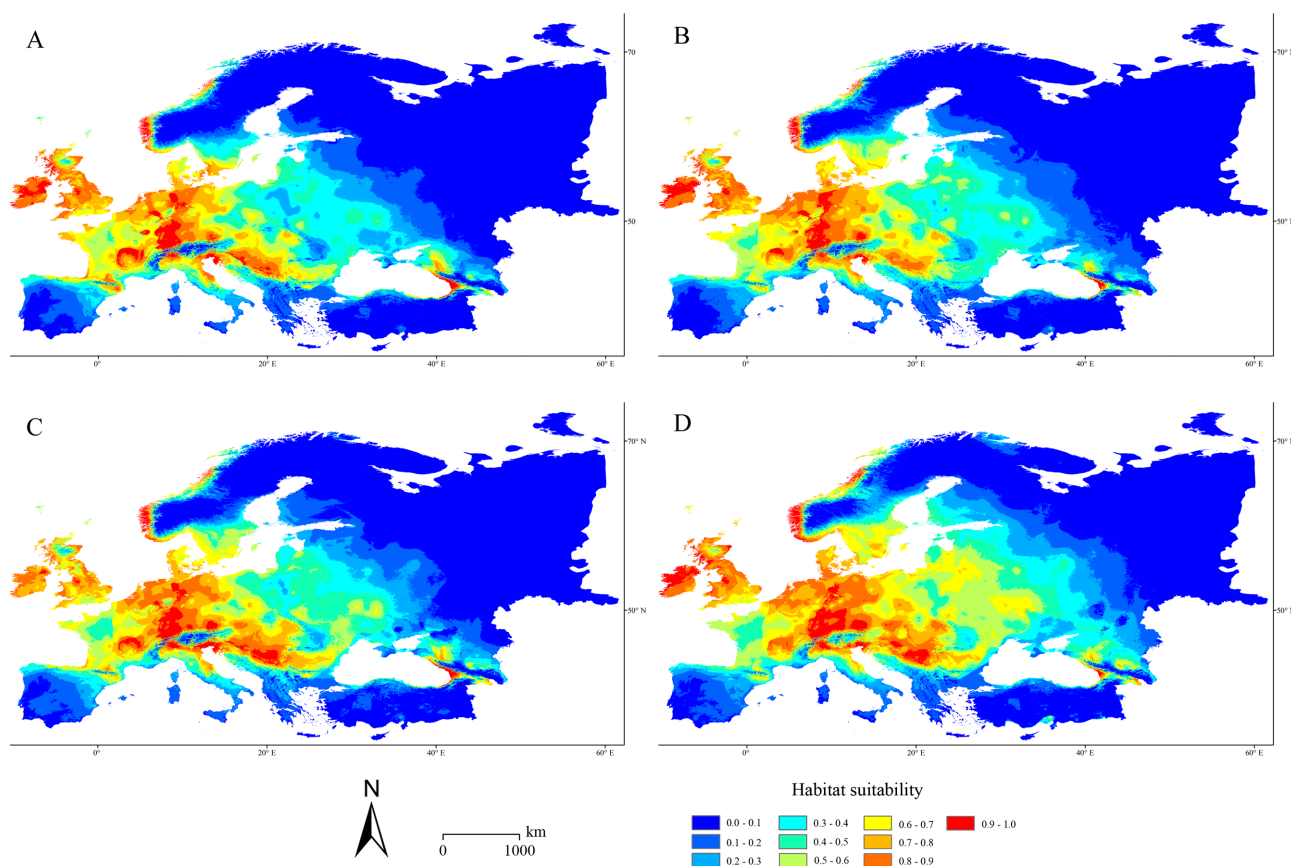 A
B
70
70° I
50
50° I
0°
20° E
40° E
60° E
0°
20° E
40° E
60° E
C
D
70° N
70° I
50° N
50° I
0°
20° E
40° E
60° E
0°
20° E
40° E
60° E
N
km
0 1000
Habitat suitability
0.0 - 0.1 0.3 - 0.4 0.6 - 0.7 0.9 - 1.0
0.1 - 0.2 0.4 - 0.5 0.7 - 0.8
0.2 - 0.3 0.5 - 0.6 0.8 - 0.9